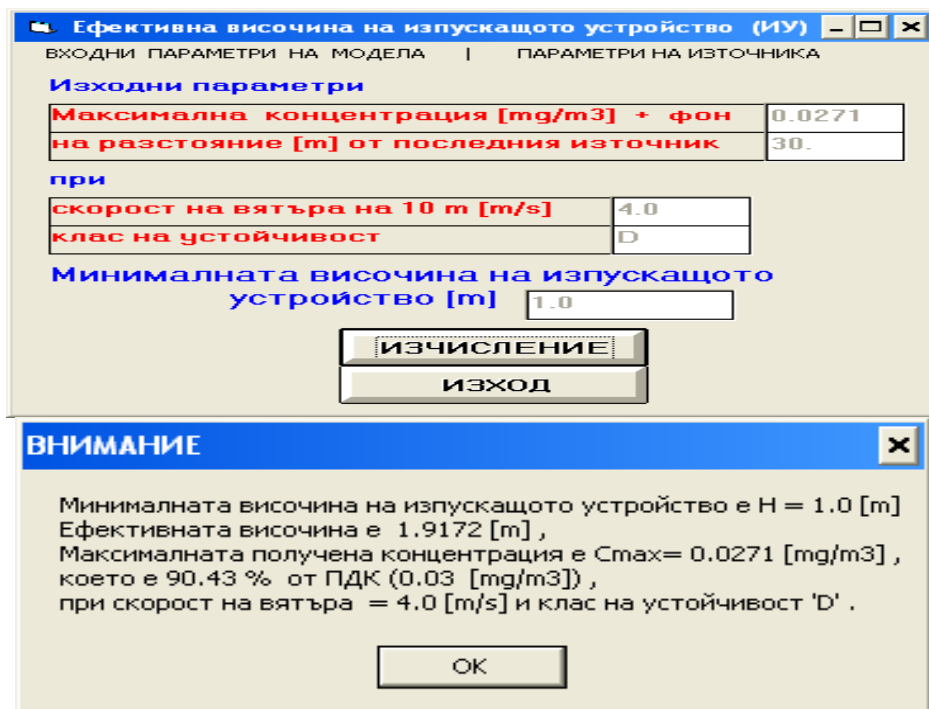 Ефективна височина на изпускащото устройство (ИУ)
ВХОДНИ ПАРАМЕТРИ НА МОДЕЛА | ПАРАМЕТРИ НА ИЗТОЧНИКА
Изходни параметри
Максимална концентрация [mg/m3] + фон 0.0271
на разстояние [m] от последния източник 30.
при
скорост на вятъра на 10 m [m/s] 4.0
клас на устойчивост D
Минималната височина на изпускащото
устройство [m] 1.0
ИЗЧИСЛЕНИЕ
ИЗХОД
ВНИМАНИЕ
Минималната височина на изпускащото устройство е H = 1.0 [m]
Ефективната височина е 1.9172 [m] ,
Максималната получена концентрация е Cmax= 0.0271 [mg/m3] ,
което е 90.43 % от ПДК (0.03 [mg/m3]) ,
при скорост на вятъра = 4.0 [m/s] и клас на устойчивост 'D' .
OK